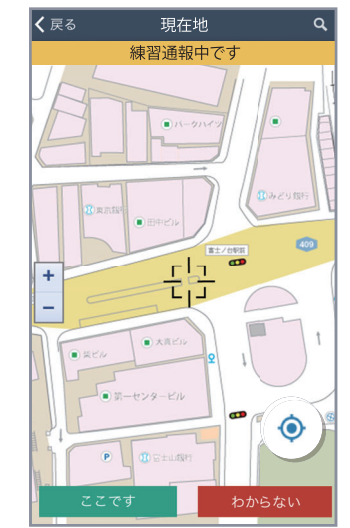 戻る
現在地
練習通報中です
パークハイツ
みどり銀行
東京銀行
田中ビル
富士ノ台駅前
409
+
−
大奥ビル
栄ビル
第一センタービル
P
富士山銀行
ここです
わからない